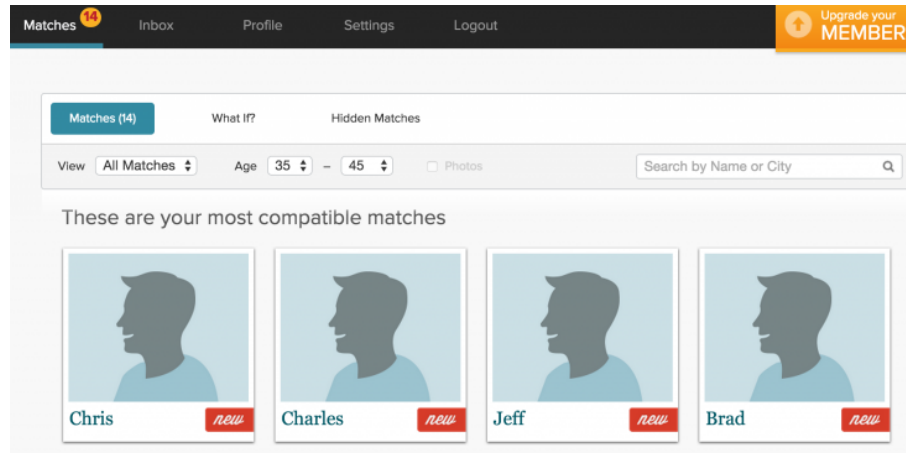 Matches 14 Inbox Profile Settings Logout Upgrade your
MEMBER
Matches (14) What If? Hidden Matches
View All Matches Age 35 – 45 Photos Search by Name or City
These are your most compatible matches
Chris new Charles new Jeff new Brad new